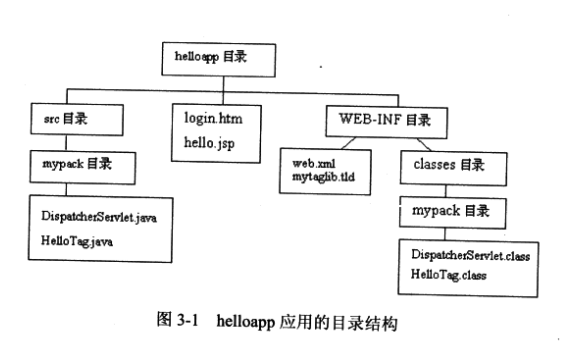 helloapp 目录
src 目录
login.htm
hello.jsp
WEB-INF 目录
mypack 目录
web.xml
mytaglib.tld
classes 目录
DispatcherServlet.java
HelloTag.java
mypack 目录
DispatcherServlet.class
HelloTag.class
图 3-1 helloapp 应用的目录结构